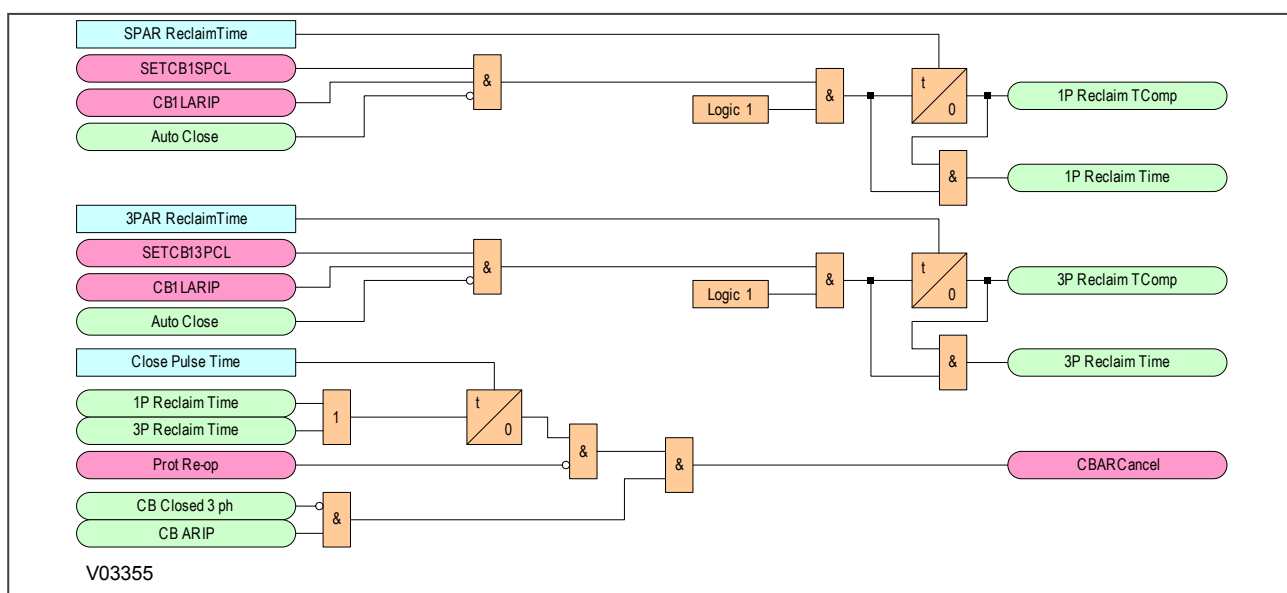 SPAR ReclaimTime
SETCB1SPCL
CB1LARIP
Auto Close
&
Logic 1
&
t
0
1P Reclaim TComp
&
1P Reclaim Time
3PAR ReclaimTime
SETCB13PCL
CB1LARIP
Auto Close
&
Logic 1
&
t
0
3P Reclaim TComp
&
3P Reclaim Time
Close Pulse Time
1P Reclaim Time
3P Reclaim Time
1
t
0
Prot Re-op
&
&
CBARCancel
CB Closed 3 ph
CB ARIP
&
V03355